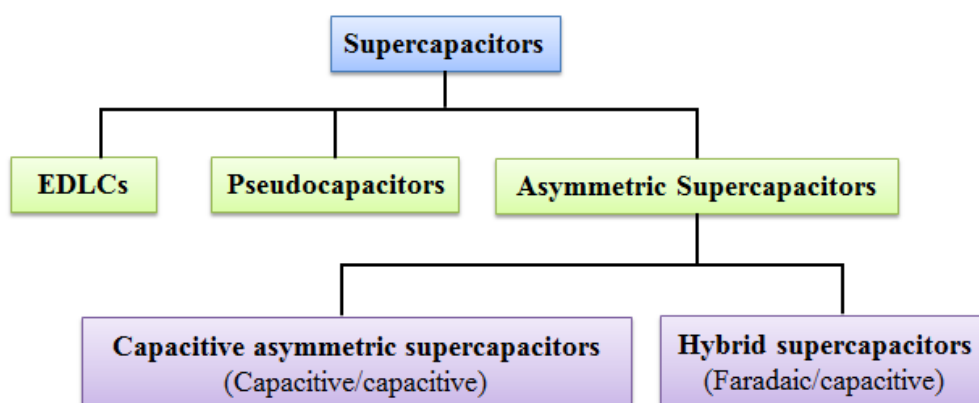 Supercapacitors
EDLCs
Pseudocapacitors
Asymmetric Supercapacitors
Capacitive asymmetric supercapacitors
(Capacitive/capacitive)
Hybrid supercapacitors
(Faradaic/capacitive)